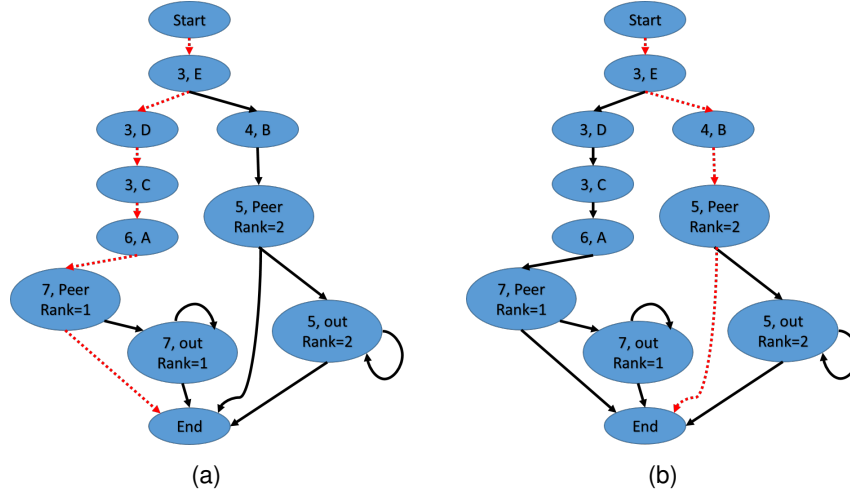 Start
3, E
3, D
4, B
3, C
5, Peer
Rank=2
6, A
7, Peer
Rank=1
7, out
Rank=1
5, out
Rank=2
End
(a)
Start
3, E
3, D
4, B
3, C
5, Peer
Rank=2
6, A
7, Peer
Rank=1
7, out
Rank=1
5, out
Rank=2
End
(b)